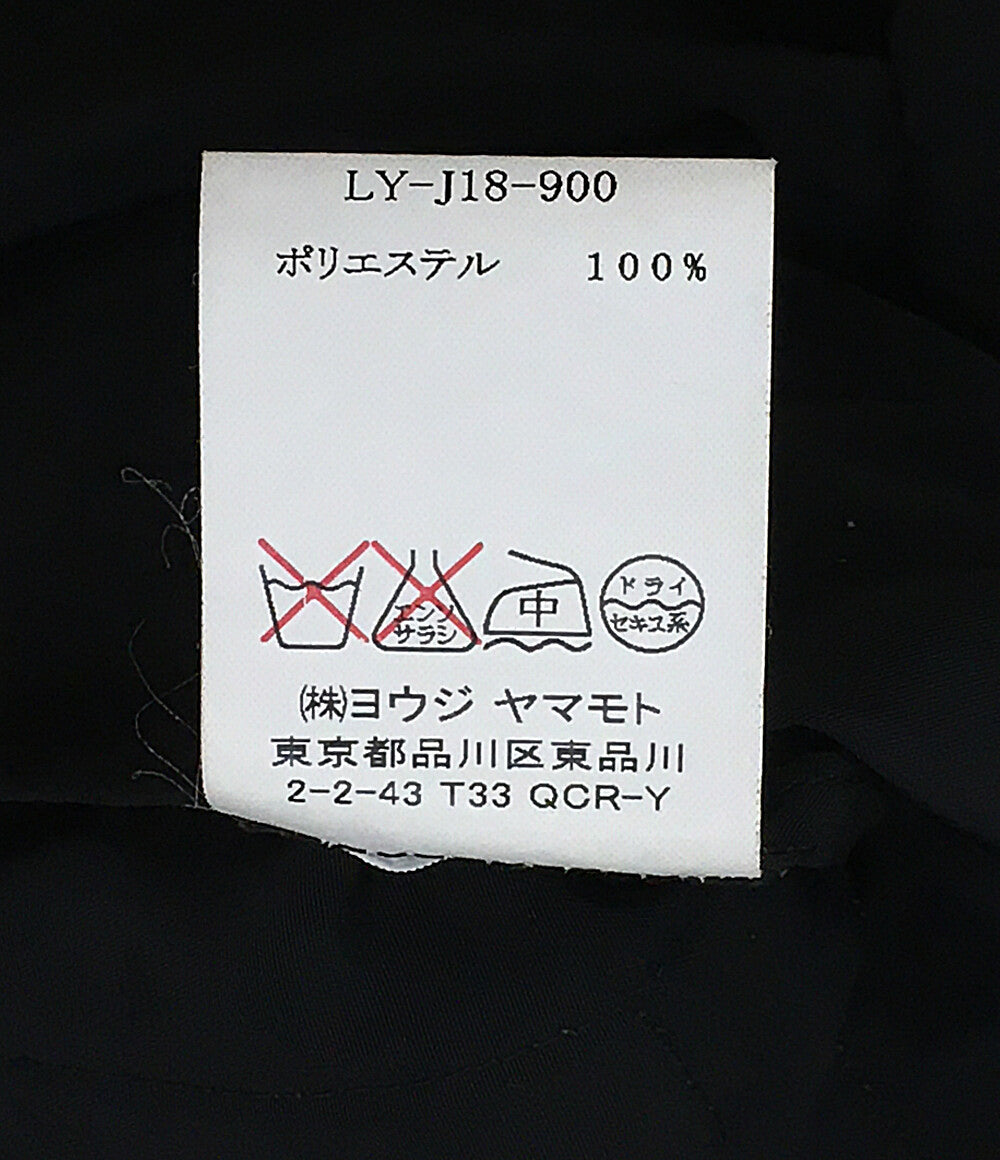 LY-J18-900
ポリエステル 100%
エンソ
サラシ
中
ドライ
セキユ系
㈱ヨウジ ヤマモト
東京都品川区東品川
2-2-43 T33 QCR-Y